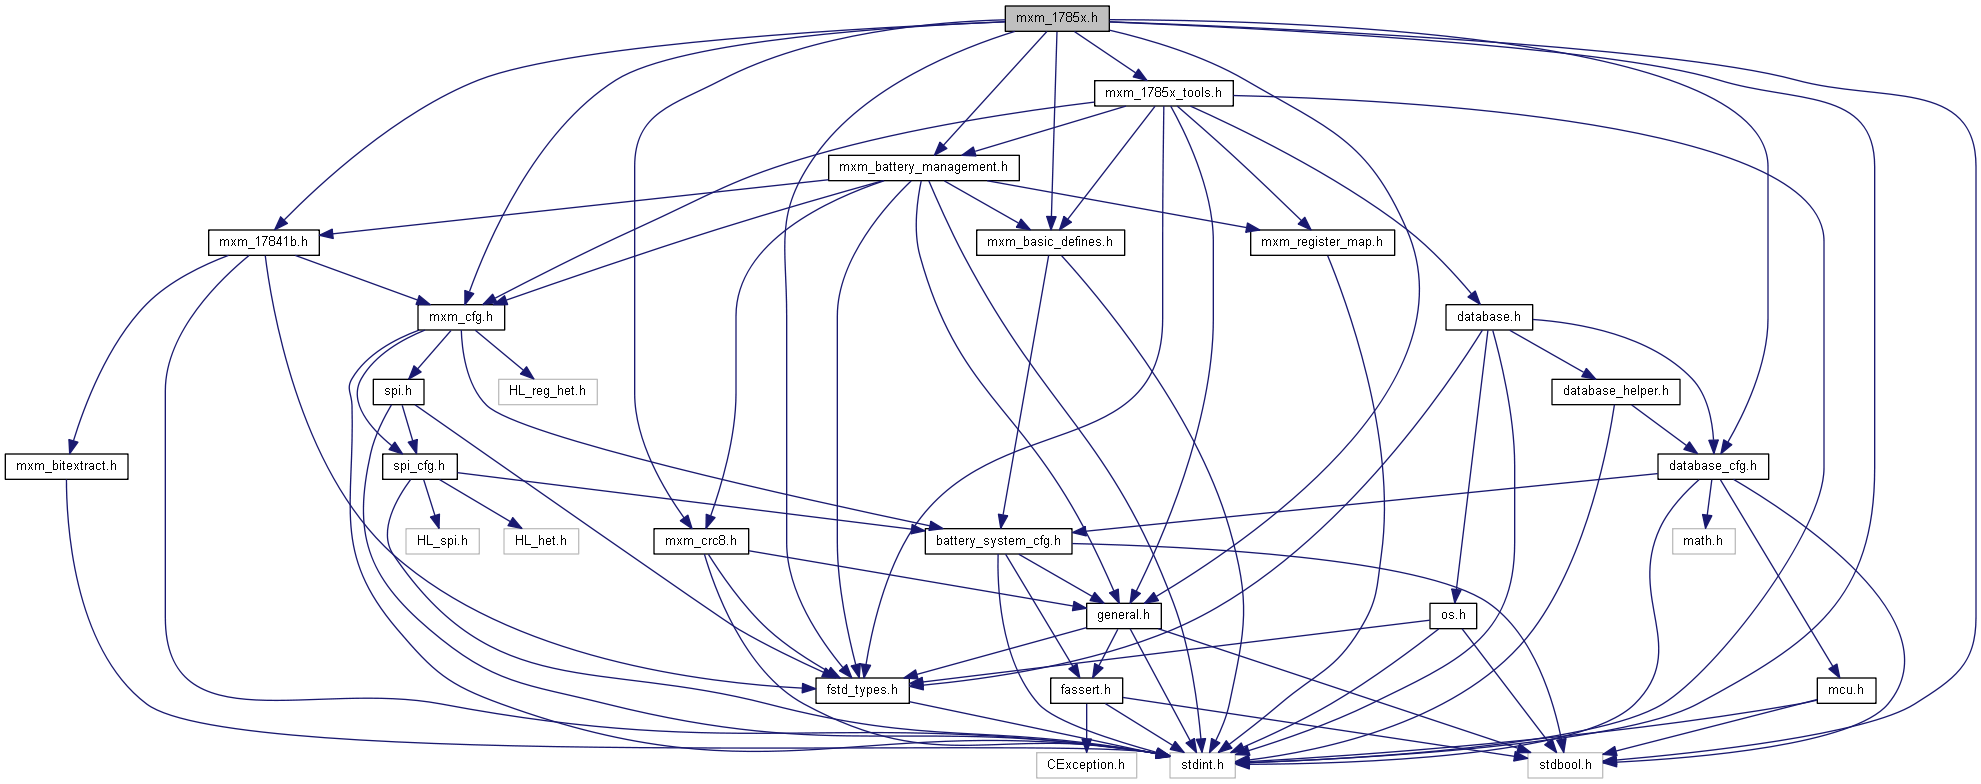 mxm_1785x.h
mxm_1785x_tools.h
mxm_battery_management.h
mxm_17841b.h
mxm_basic_defines.h
mxm_register_map.h
mxm_cfg.h
database.h
spi.h
HL_reg_het.h
database_helper.h
mxm_bitextract.h
spi_cfg.h
database_cfg.h
HL_spi.h
HL_het.h
mxm_crc8.h
battery_system_cfg.h
math.h
general.h
os.h
fstd_types.h
fassert.h
mcu.h
CException.h
stdint.h
stdbool.h